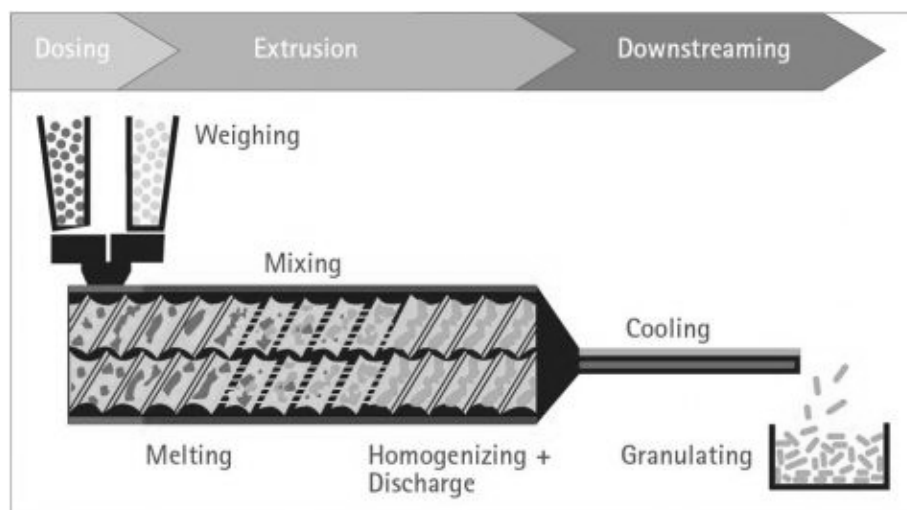 Dosing
Extrusion
Downstreaming
Weighing
Mixing
Cooling
Melting
Homogenizing +
Discharge
Granulating